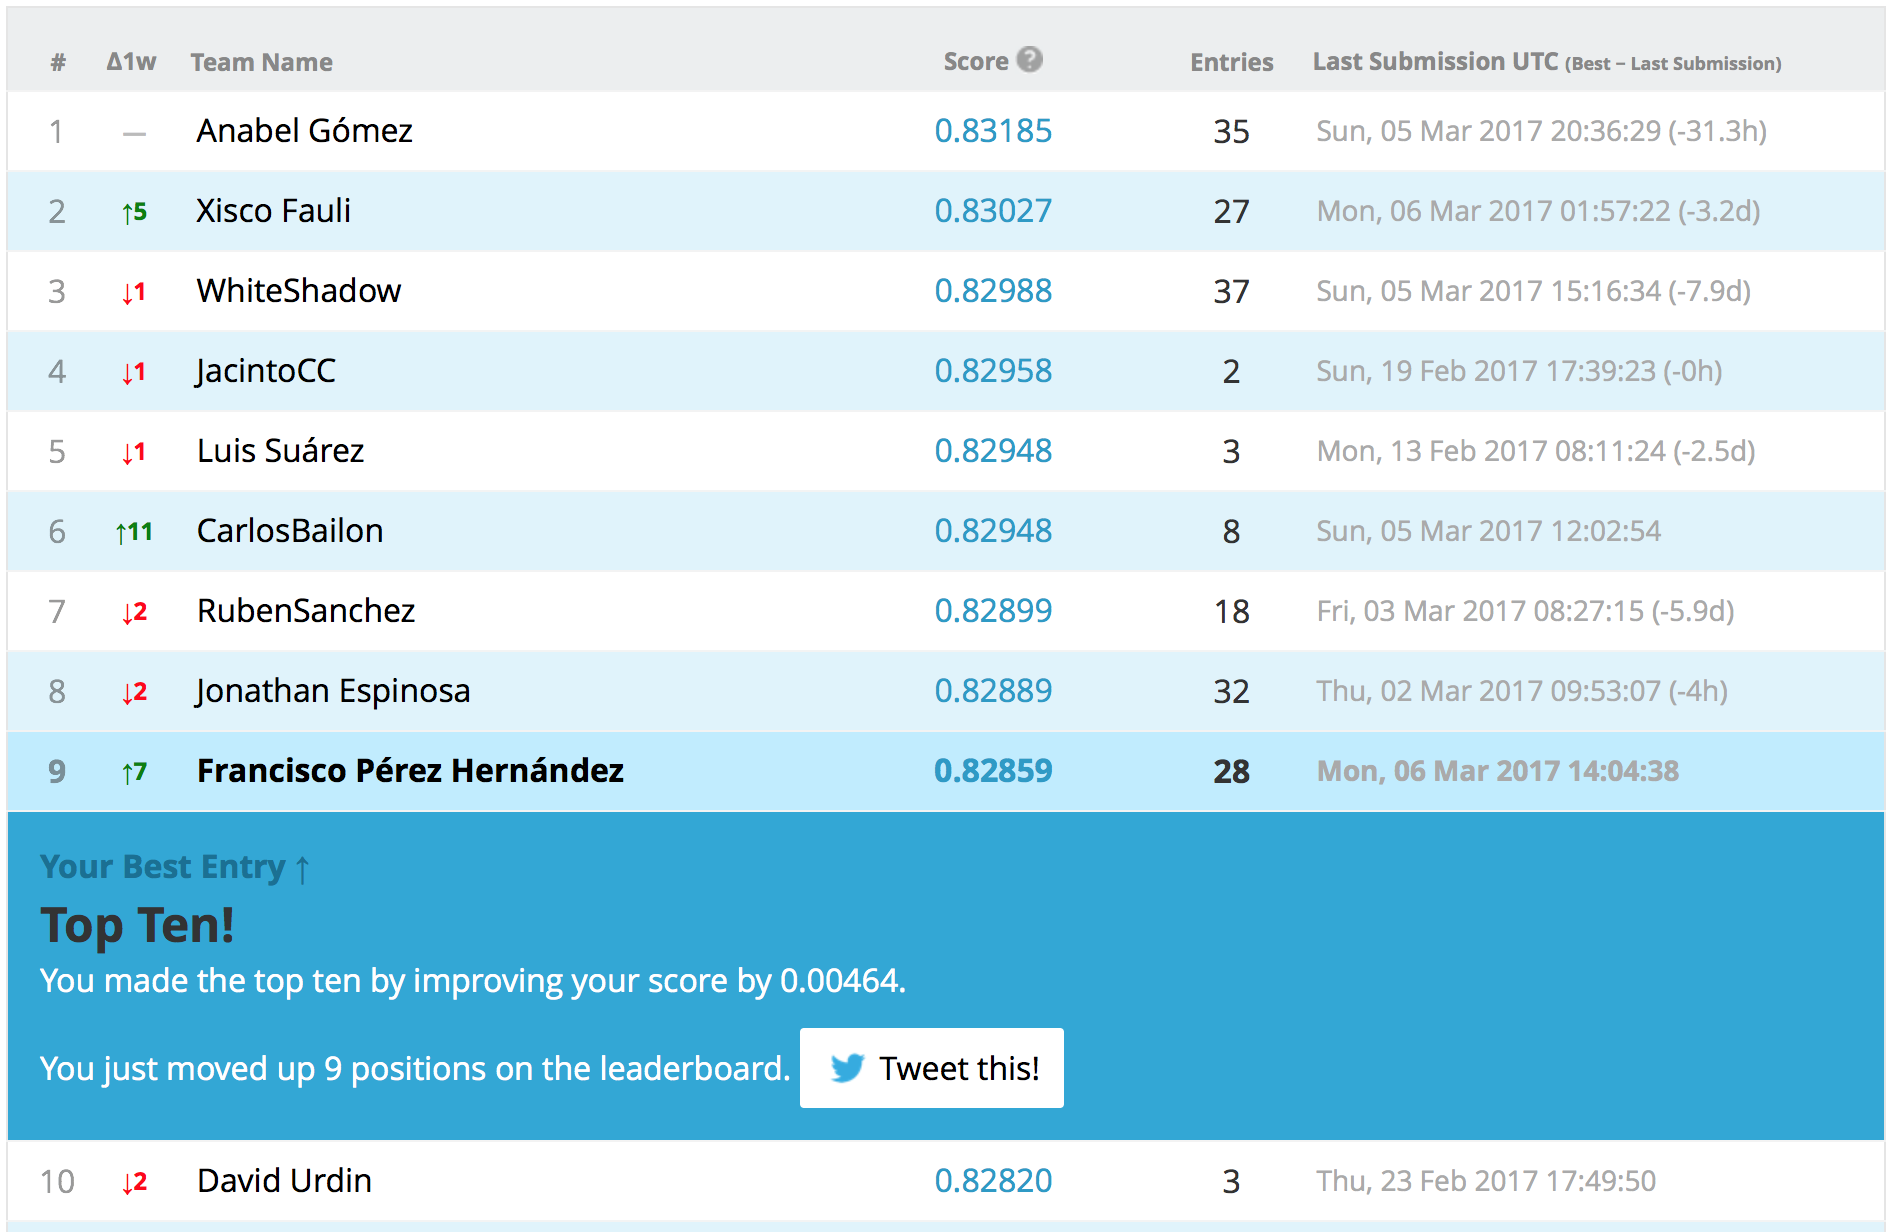 # Δ1w Team Name Score ? Entries Last Submission UTC (Best − Last Submission)
1 — Anabel Gómez 0.83185 35 Sun, 05 Mar 2017 20:36:29 (-31.3h)
2 ↑5 Xisco Fauli 0.83027 27 Mon, 06 Mar 2017 01:57:22 (-3.2d)
3 ↓1 WhiteShadow 0.82988 37 Sun, 05 Mar 2017 15:16:34 (-7.9d)
4 ↓1 JacintoCC 0.82958 2 Sun, 19 Feb 2017 17:39:23 (-0h)
5 ↓1 Luis Suárez 0.82948 3 Mon, 13 Feb 2017 08:11:24 (-2.5d)
6 ↑11 CarlosBailon 0.82948 8 Sun, 05 Mar 2017 12:02:54
7 ↓2 RubenSanchez 0.82899 18 Fri, 03 Mar 2017 08:27:15 (-5.9d)
8 ↓2 Jonathan Espinosa 0.82889 32 Thu, 02 Mar 2017 09:53:07 (-4h)
9 ↑7 Francisco Pérez Hernández 0.82859 28 Mon, 06 Mar 2017 14:04:38
Your Best Entry ↑
Top Ten!
You made the top ten by improving your score by 0.00464.
You just moved up 9 positions on the leaderboard. Tweet this!
10 ↓2 David Urdin 0.82820 3 Thu, 23 Feb 2017 17:49:50